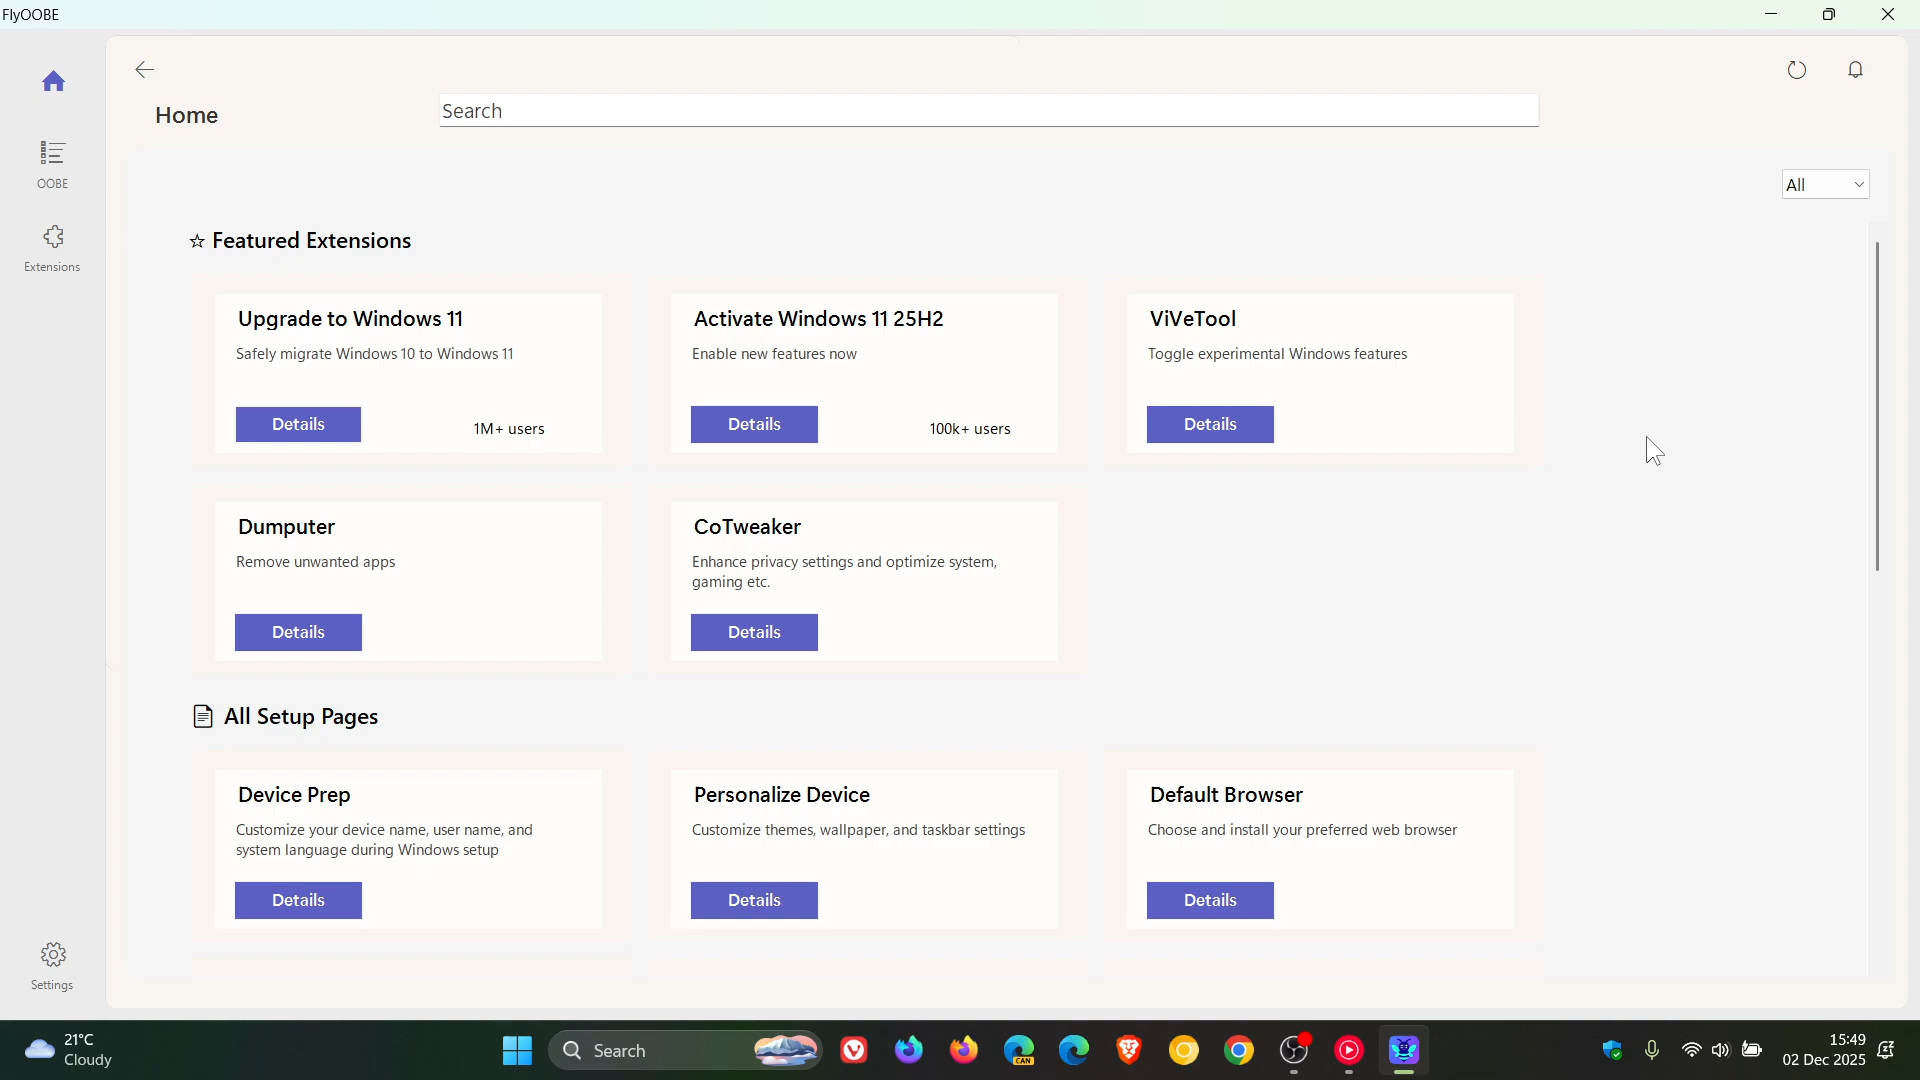 FlyOOBE
Home
Search
OOBE
Extensions
All
☆ Featured Extensions
Upgrade to Windows 11
Safely migrate Windows 10 to Windows 11
Details
1M+ users
Activate Windows 11 25H2
Enable new features now
Details
100k+ users
ViVeTool
Toggle experimental Windows features
Details
Dumputer
Remove unwanted apps
Details
CoTweaker
Enhance privacy settings and optimize system,
gaming etc.
Details
All Setup Pages
Device Prep
Customize your device name, user name, and
system language during Windows setup
Details
Personalize Device
Customize themes, wallpaper, and taskbar settings
Details
Default Browser
Choose and install your preferred web browser
Details
Settings
21°C
Cloudy
Search
CAN
15:49
02 Dec 2025